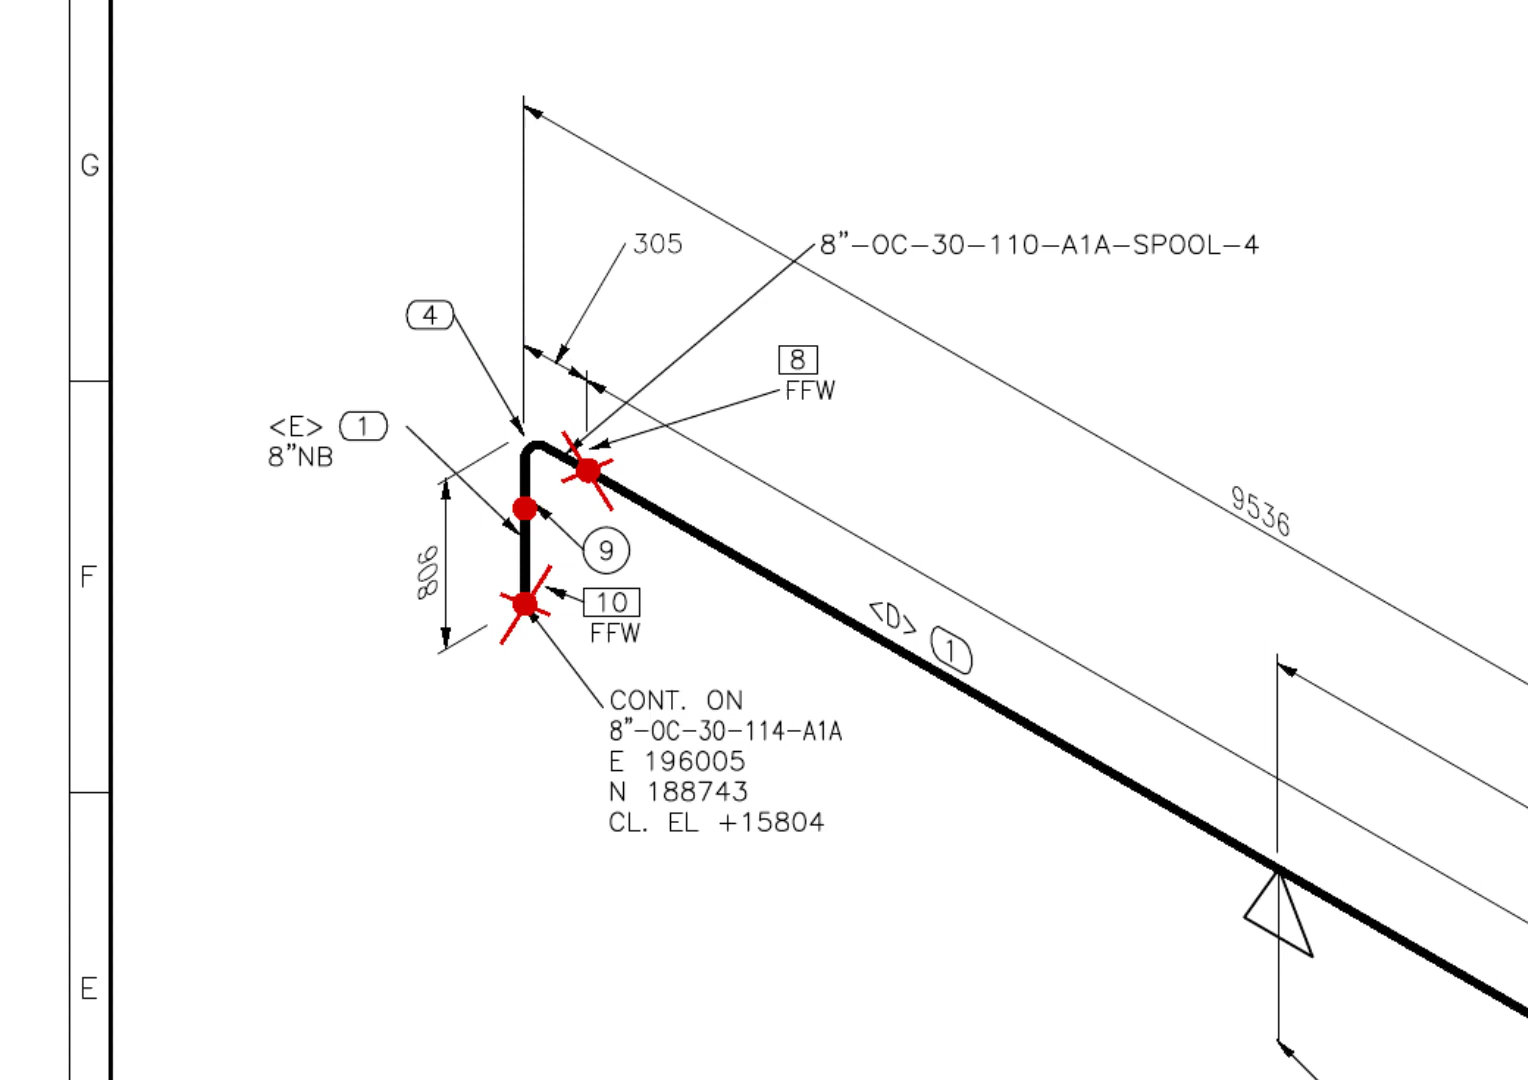 G
305
8”-OC-30-110-A1A-SPOOL-4
4
8
FFW
<E> 1
8”NB
9536
9
806
F
10
FFW
<D> 1
CONT. ON
8”-OC-30-114-A1A
E 196005
N 188743
CL. EL +15804
E